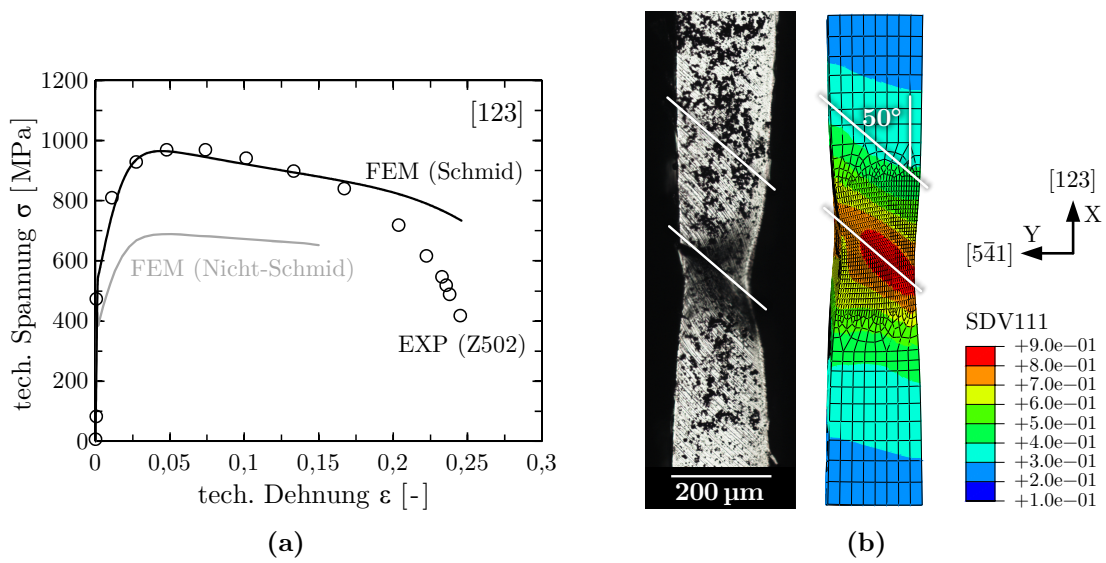 1200
1000
800
600
400
200
0
tech. Spannung σ [MPa]
[123]
FEM (Schmid)
FEM (Nicht-Schmid)
EXP (Z502)
0 0,05 0,1 0,15 0,2 0,25 0,3
tech. Dehnung ε [-]
(a)
200 µm
50°
[123]
X
Y
[54̄1]
SDV111
+9.0e−01
+8.0e−01
+7.0e−01
+6.0e−01
+5.0e−01
+4.0e−01
+3.0e−01
+2.0e−01
+1.0e−01
(b)